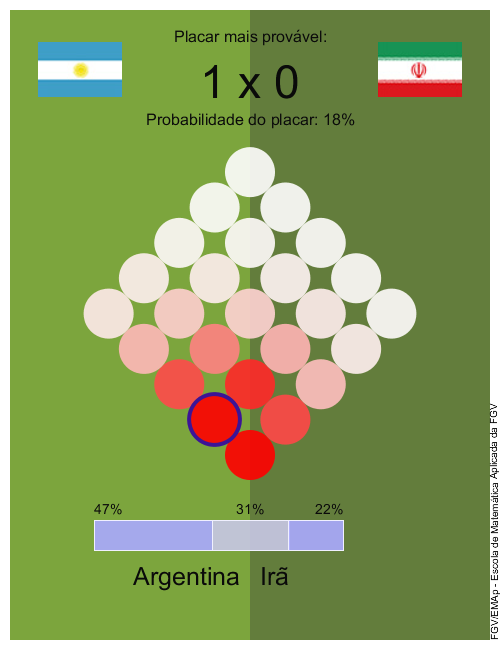 Placar mais provável:
1 x 0
Probabilidade do placar: 18%
47%
31%
22%
Argentina
Irã
FGV/EMAp - Escola de Matemática Aplicada da FGV